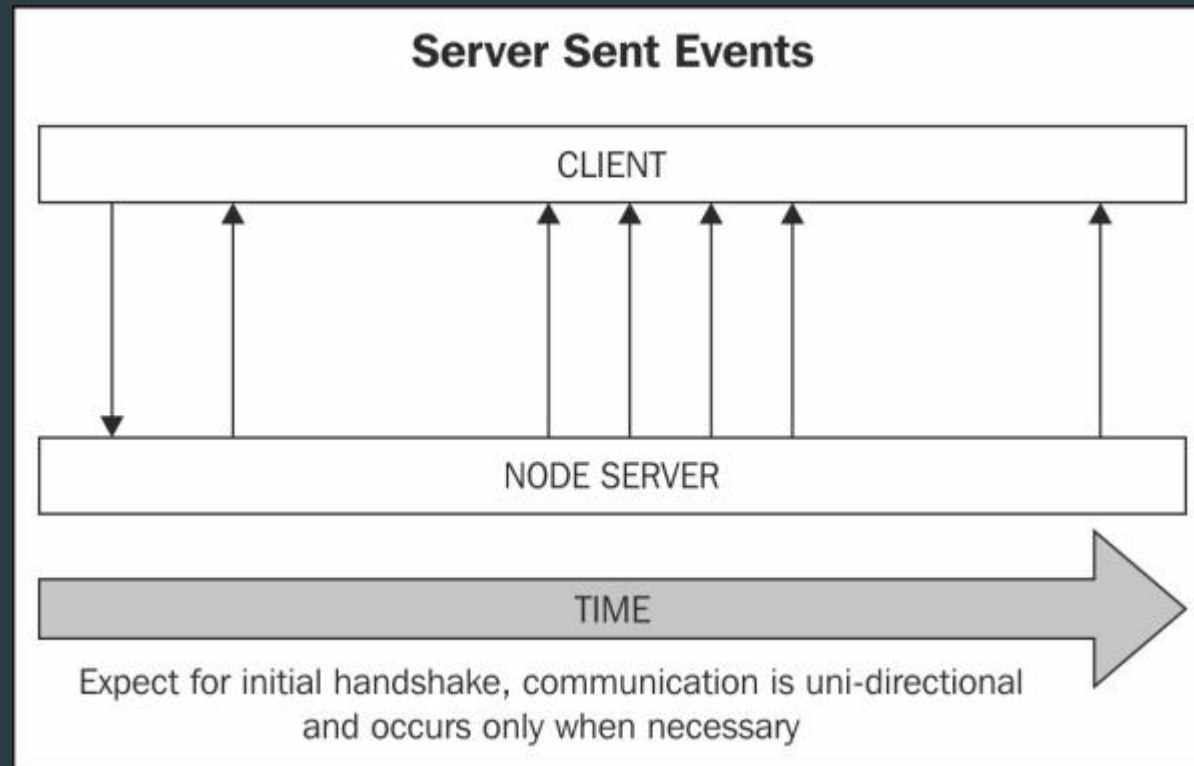 Server Sent Events
CLIENT
NODE SERVER
TIME
Expect for initial handshake, communication is uni-directional
and occurs only when necessary